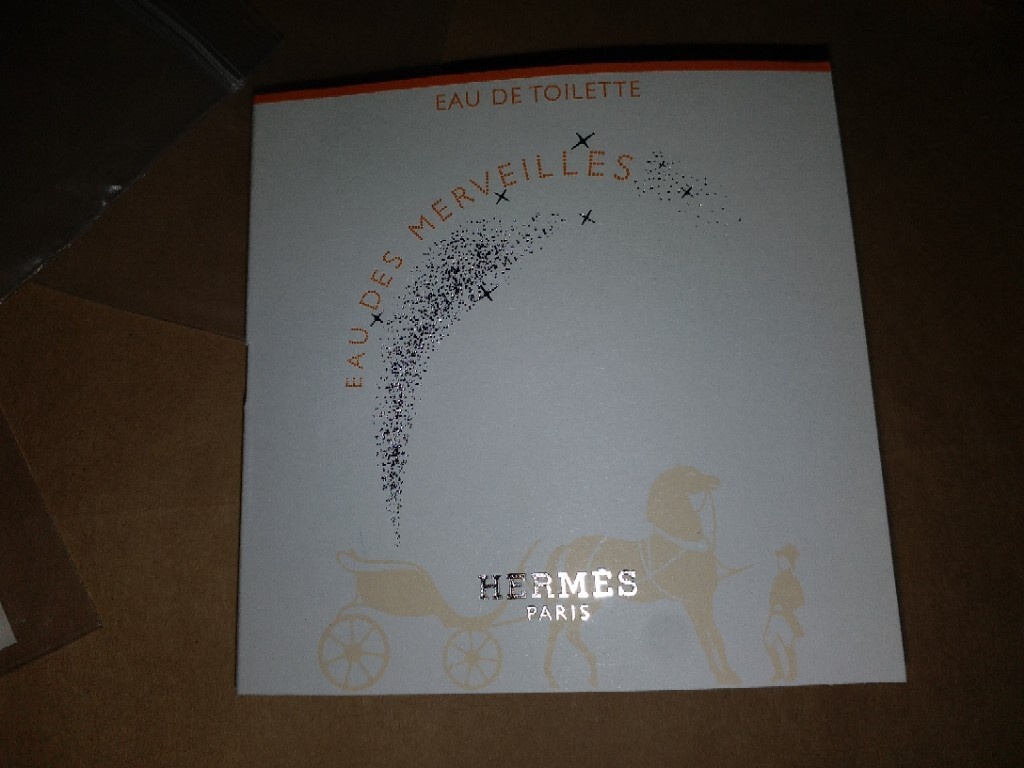 EAU DE TOILETTE
EAU DES MERVEILLES
HERMÈS
PARIS